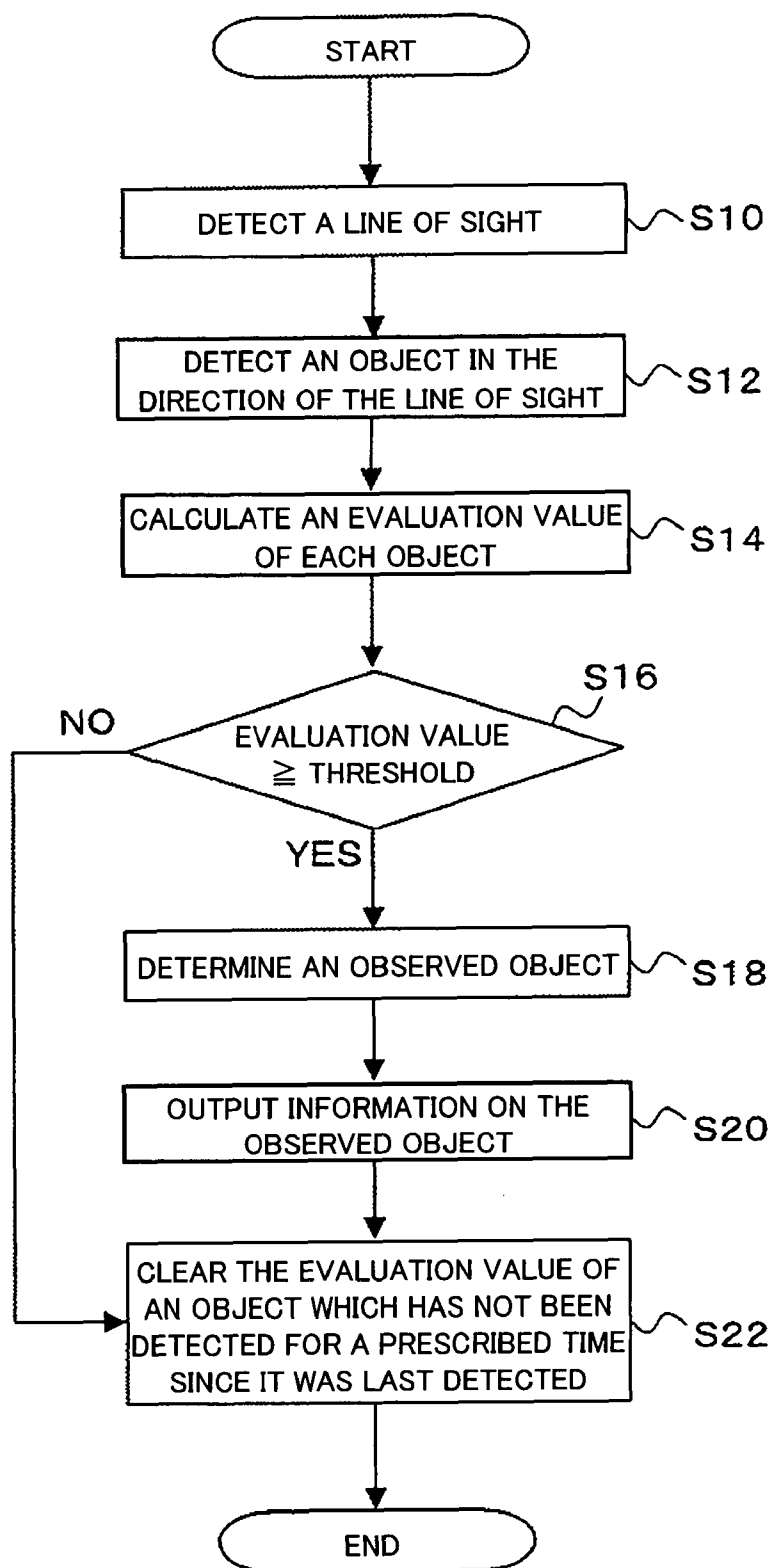 START
DETECT A LINE OF SIGHT
S10
DETECT AN OBJECT IN THE
DIRECTION OF THE LINE OF SIGHT
S12
CALCULATE AN EVALUATION VALUE
OF EACH OBJECT
S14
S16
NO
EVALUATION VALUE
≧ THRESHOLD
YES
DETERMINE AN OBSERVED OBJECT
S18
OUTPUT INFORMATION ON THE
OBSERVED OBJECT
S20
CLEAR THE EVALUATION VALUE OF
AN OBJECT WHICH HAS NOT BEEN
DETECTED FOR A PRESCRIBED TIME
SINCE IT WAS LAST DETECTED
S22
END